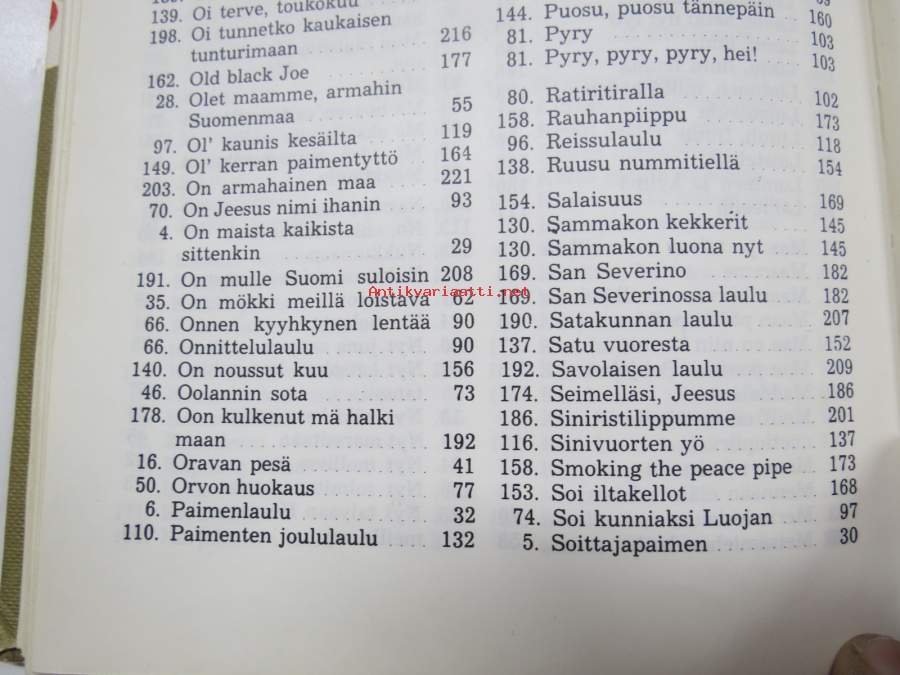 139. Oi terve, toukokuu
198. Oi tunnetko kaukaisen
tunturimaan 216
162. Old black Joe 177
28. Olet maamme, armahin
Suomenmaa 55
97. Ol' kaunis kesäilta 119
149. Ol' kerran paimentyttö 164
203. On armahainen maa 221
70. On Jeesus nimi ihanin 93
4. On maista kaikista
sittenkin 29
191. On mulle Suomi suloisin 208
35. On mökki meillä loistava 62
66. Onnen kyyhkynen lentää 90
66. Onnittelulaulu 90
140. On noussut kuu 156
46. Oolannin sota 73
178. Oon kulkenut mä halki
maan 192
16. Oravan pesä 41
50. Orvon huokaus 77
6. Paimenlaulu 32
110. Paimenten joululaulu 132
144. Puosu, puosu tännepäin 160
81. Pyry 103
81. Pyry, pyry, pyry, hei! 103
80. Ratiritiralla 102
158. Rauhanpiippu 173
96. Reissulaulu 118
138. Ruusu nummitiellä 154
154. Salaisuus 169
130. Sammakon kekkerit 145
130. Sammakon luona nyt 145
169. San Severino 182
169. San Severinossa laulu 182
190. Satakunnan laulu 207
137. Satu vuoresta 152
192. Savolaisen laulu 209
174. Seimelläsi, Jeesus 186
186. Siniristilippumme 201
116. Sinivuorten yö 137
158. Smoking the peace pipe 173
153. Soi iltakellot 168
74. Soi kunniaksi Luojan 97
5. Soittajapaimen 30
Antikvariaatti.net